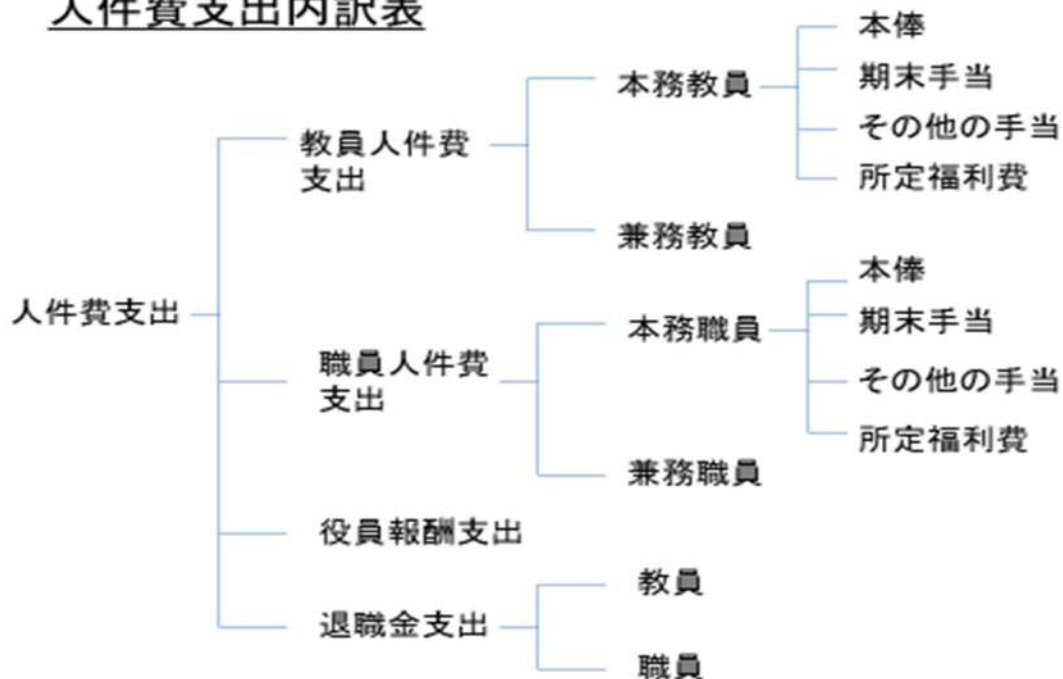 人件費支出内訳表
人件費支出
教員人件費
支出
本務教員
本俸
期末手当
その他の手当
所定福利費
兼務教員
職員人件費
支出
本務職員
本俸
期末手当
その他の手当
所定福利費
兼務職員
役員報酬支出
退職金支出
教員
職員